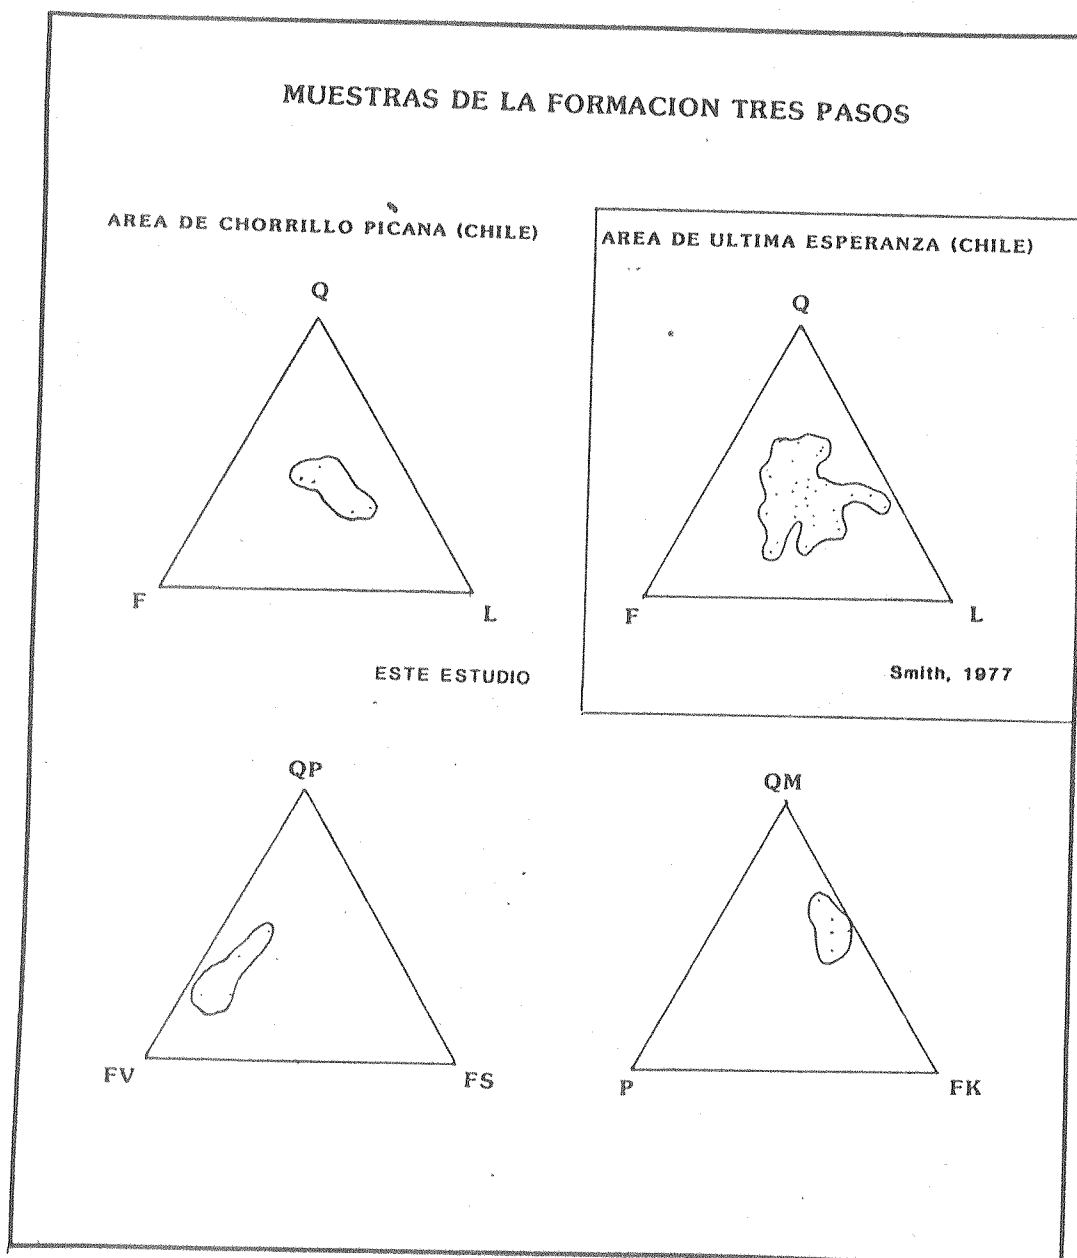 MUESTRAS DE LA FORMACION TRES PASOS
AREA DE CHORRILLO PICANA (CHILE)
Q
F
L
ESTE ESTUDIO
AREA DE ULTIMA ESPERANZA (CHILE)
Q
F
L
Smith, 1977
QP
FV
FS
QM
P
FK